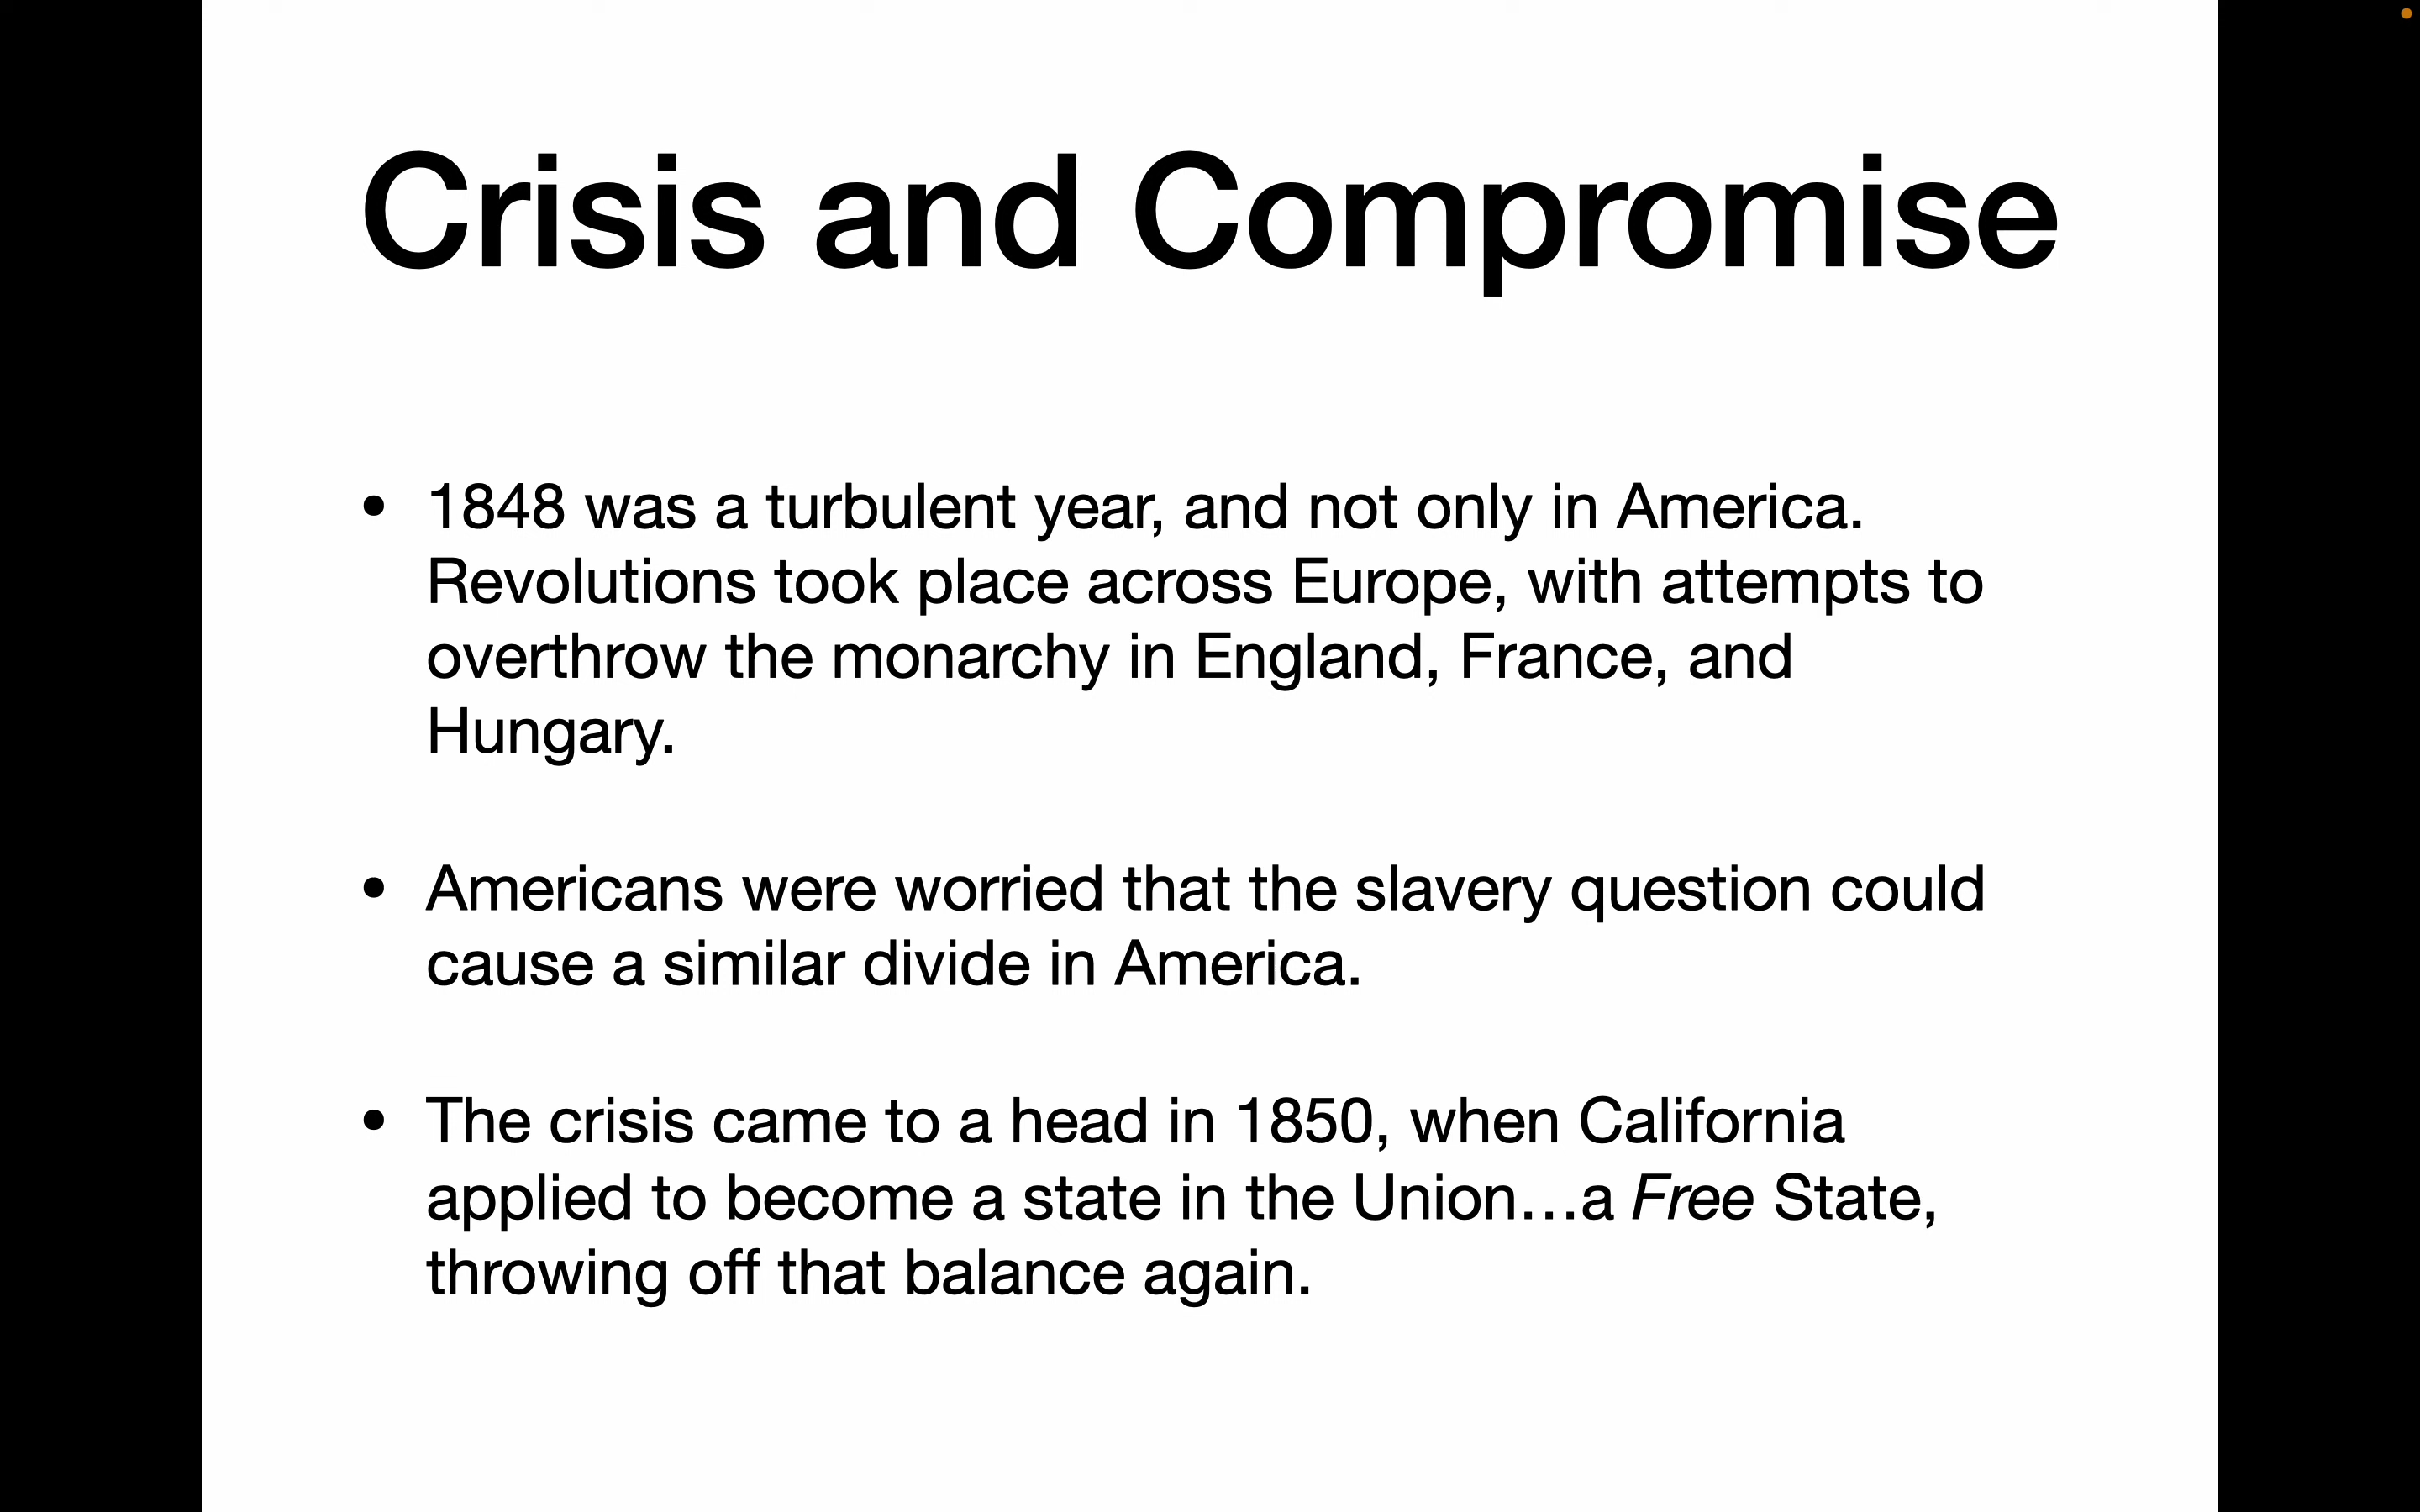 Crisis and Compromise
• 1848 was a turbulent year, and not only in America.
Revolutions took place across Europe, with attempts to
overthrow the monarchy in England, France, and
Hungary.
• Americans were worried that the slavery question could
cause a similar divide in America.
• The crisis came to a head in 1850, when California
applied to become a state in the Union…a Free State,
throwing off that balance again.